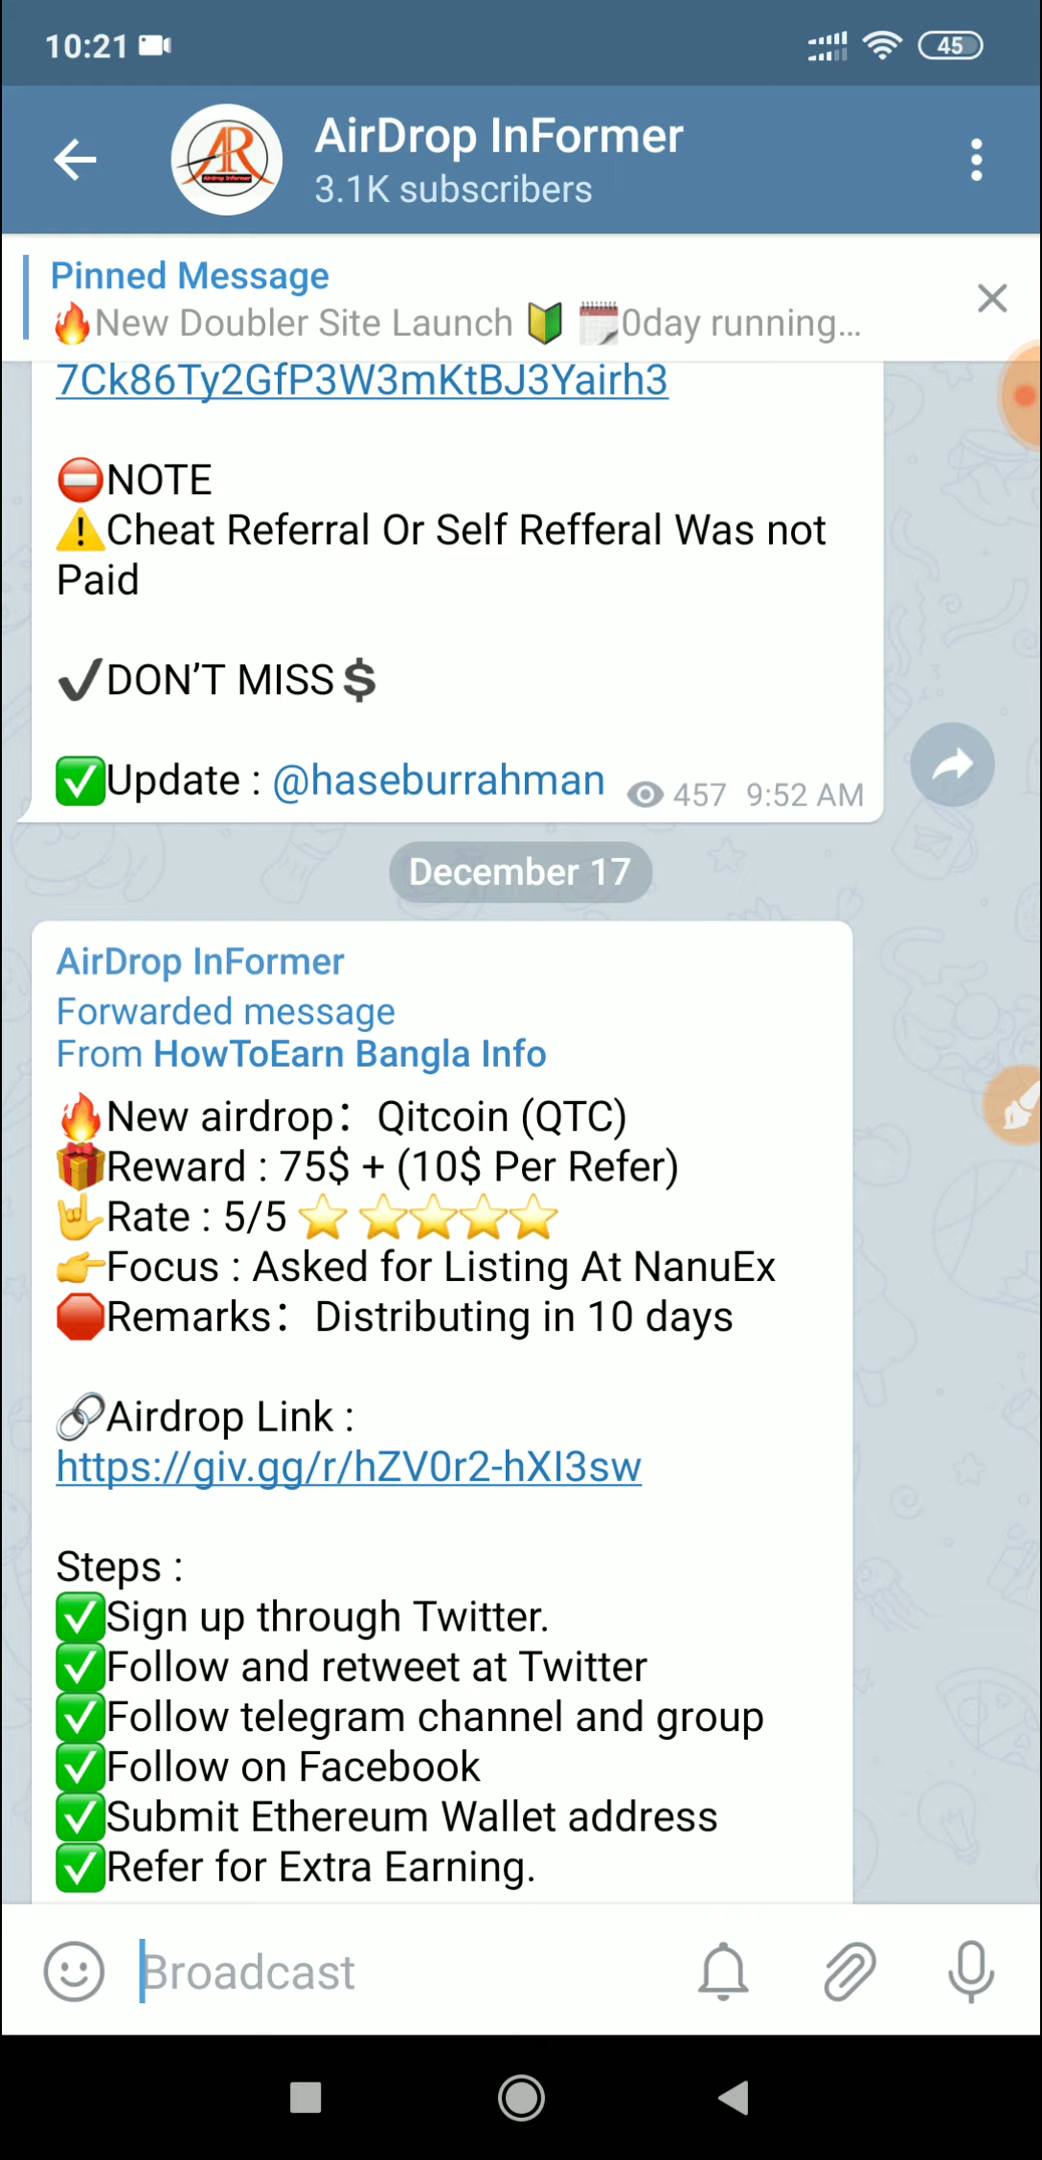 10:21
45
AirDrop InFormer
3.1K subscribers
Pinned Message
🔥New Doubler Site Launch 🔰 🗓0day running...
7Ck86Ty2GfP3W3mKtBJ3Yairh3
⛔NOTE
⚠️Cheat Referral Or Self Refferal Was not
Paid
✔️DON’T MISS💲
✅Update : @haseburrahman 457 9:52 AM
December 17
AirDrop InFormer
Forwarded message
From HowToEarn Bangla Info
🔥New airdrop： Qitcoin (QTC)
🎁Reward : 75$ + (10$ Per Refer)
🤟Rate : 5/5 ⭐ ⭐⭐⭐⭐
👉Focus : Asked for Listing At NanuEx
🛑Remarks： Distributing in 10 days
🔗Airdrop Link :
https://giv.gg/r/hZV0r2-hXI3sw
Steps :
✅Sign up through Twitter.
✅Follow and retweet at Twitter
✅Follow telegram channel and group
✅Follow on Facebook
✅Submit Ethereum Wallet address
✅Refer for Extra Earning.
Broadcast